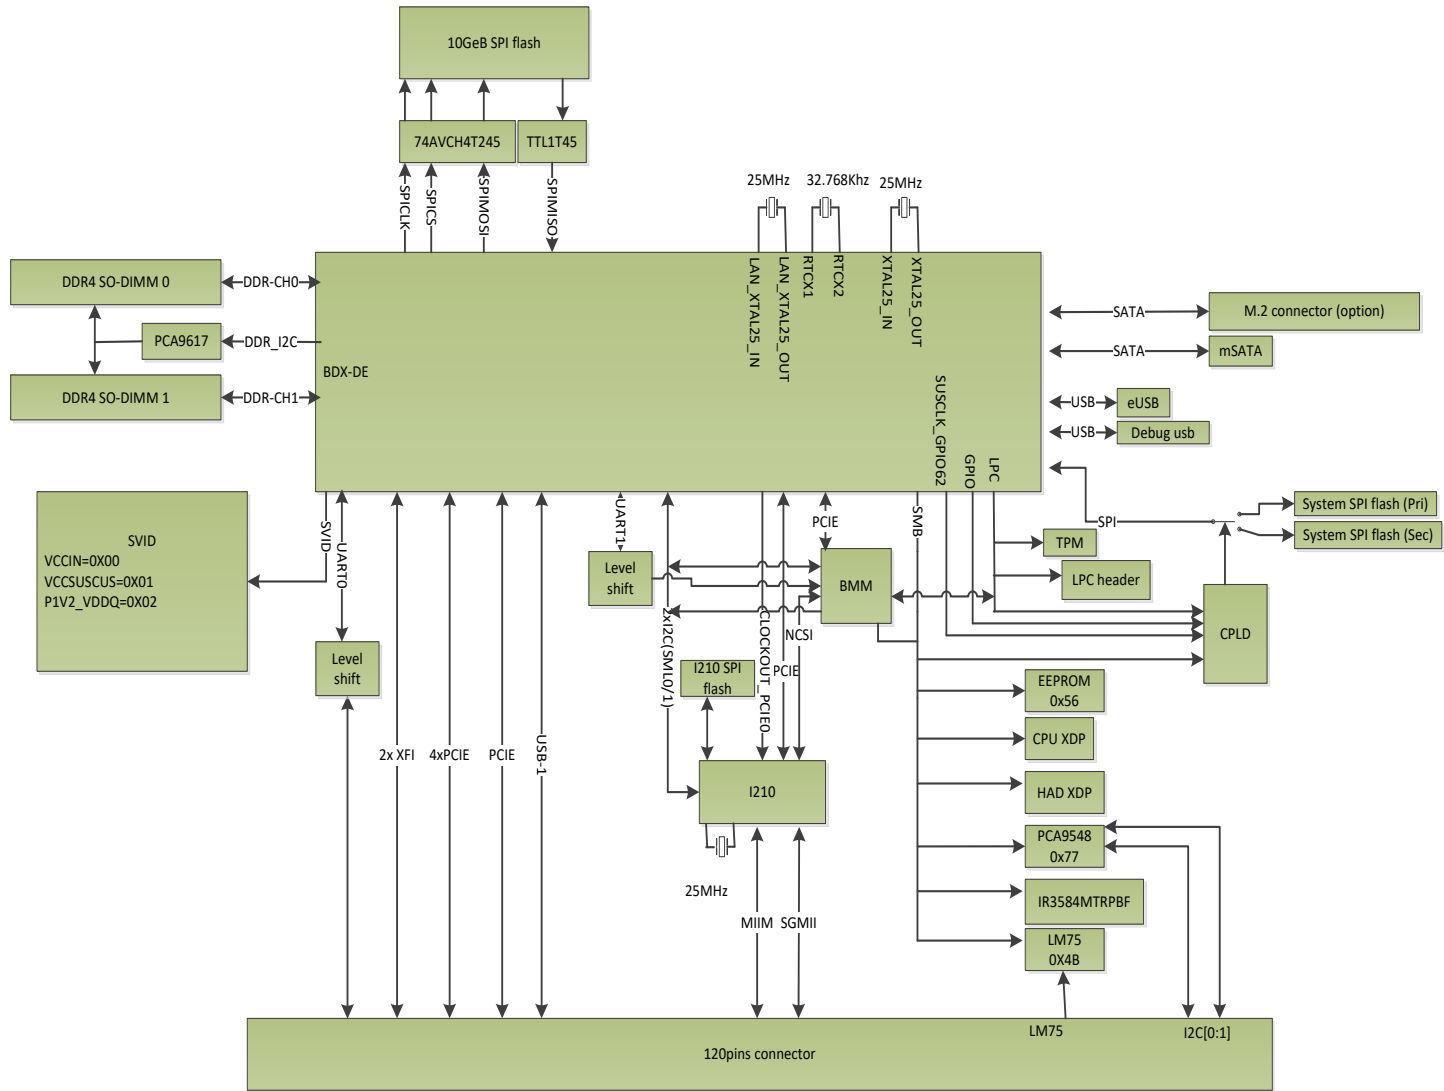 10GeB SPI flash
74AVCH4T245
TTL1T45
SPICLK
SPICS
SPIMOSI
SPIMISO
25MHz
32.768Khz
25MHz
LAN_XTAL25_IN
LAN_XTAL25_OUT
RTCX1
RTCX2
XTAL25_IN
XTAL25_OUT
DDR4 SO-DIMM 0
DDR-CH0
PCA9617
DDR_I2C
BDX-DE
DDR4 SO-DIMM 1
DDR-CH1
SATA
M.2 connector (option)
SATA
mSATA
USB
eUSB
USB
Debug usb
SUSCLK_GPIO62
GPIO
LPC
SPI
System SPI flash (Pri)
System SPI flash (Sec)
SVID
VCCIN=0X00
VCCSUSCUS=0X01
P1V2_VDDQ=0X02
SVID
UART0
UART1
PCIE
SMB
TPM
LPC header
Level
shift
BMM
CPLD
Level
shift
2xI2C(SML0/1)
CLOCKOUT_PCIE0
NCSI
PCIE
I210 SPI
flash
EEPROM
0x56
CPU XDP
2x XFI
4xPCIE
PCIE
USB-1
I210
HAD XDP
25MHz
PCA9548
0x77
IR3584MTRPBF
MIIM
SGMII
LM75
0X4B
LM75
I2C[0:1]
120pins connector